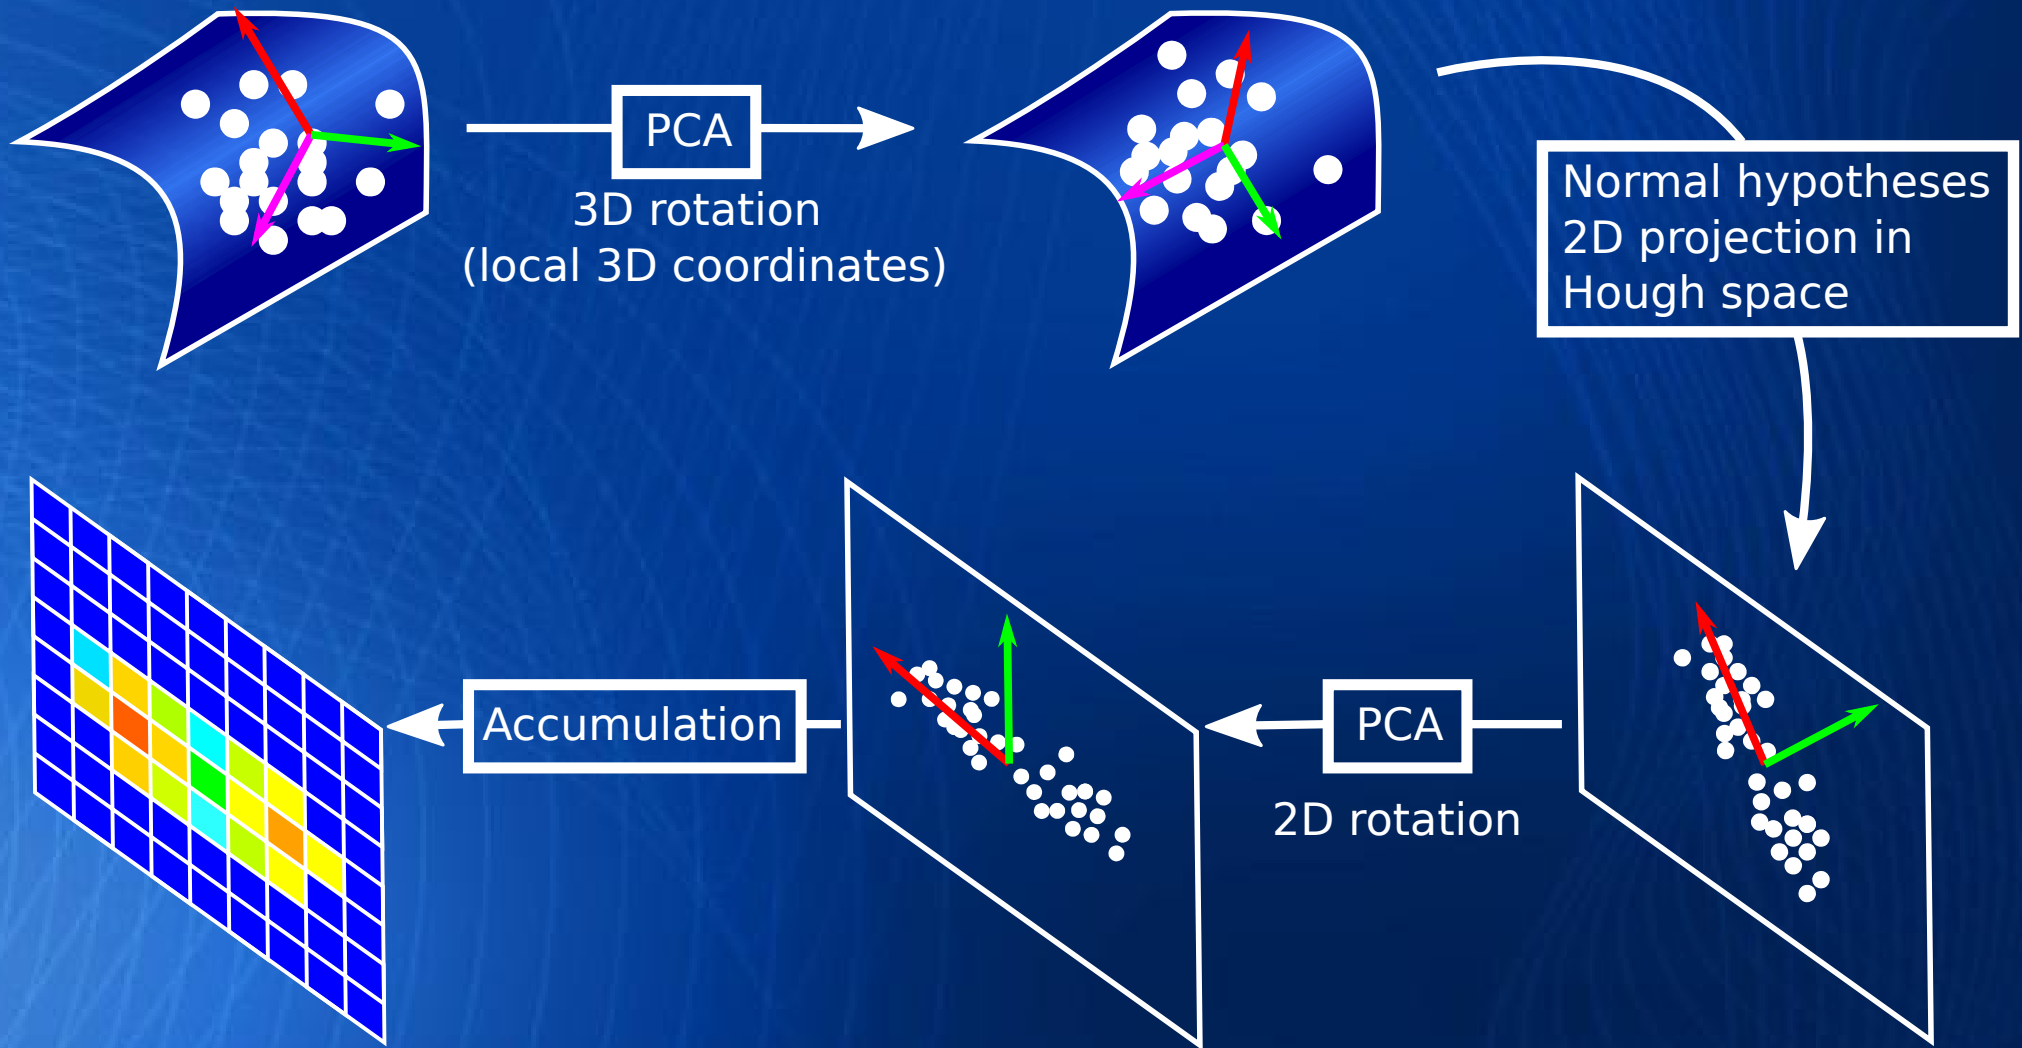 PCA
3D rotation
(local 3D coordinates)
Normal hypotheses
2D projection in
Hough space
Accumulation
PCA
2D rotation